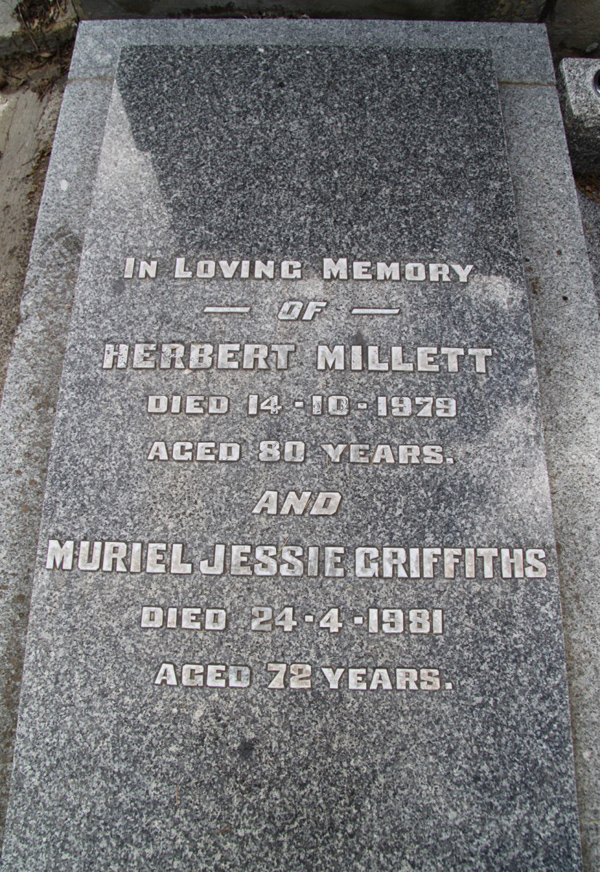 IN LOVING MEMORY
— OF —
HERBERT MILLETT
DIED 14-10-1979
AGED 80 YEARS.
AND
MURIEL JESSIE GRIFFITHS
DIED 24-4-1981
AGED 72 YEARS.